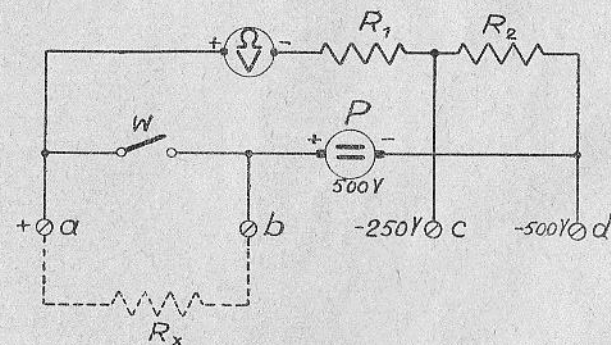 R₁ R₂
+ Ω V -
W
P
+ = -
500V
+ a b -250V c -500V d
Rₓ